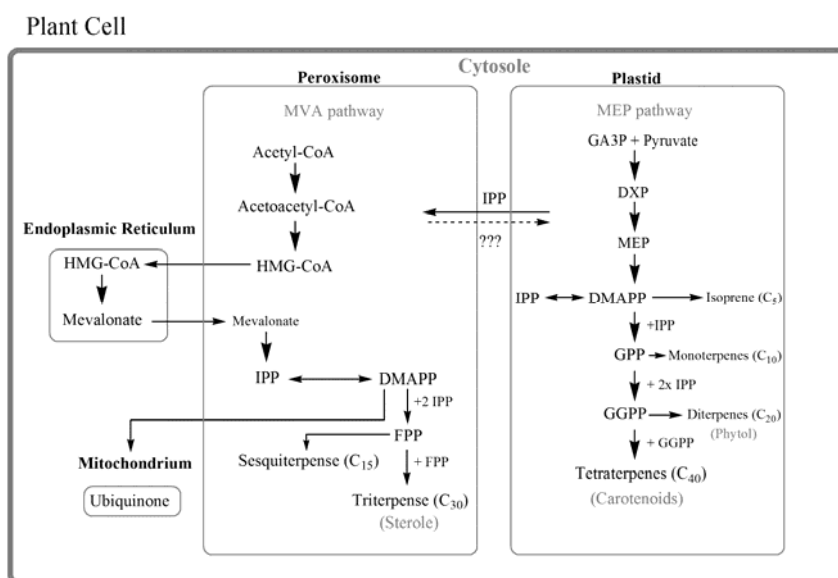 Plant Cell
Cytosole
Peroxisome
MVA pathway
Acetyl-CoA
Acetoacetyl-CoA
HMG-CoA
Endoplasmic Reticulum
HMG-CoA
Mevalonate
Mevalonate
IPP
DMAPP
+2 IPP
FPP
Sesquiterpense (C₁₅)
+ FPP
Triterpense (C₃₀)
(Sterole)
Mitochondrium
Ubiquinone
IPP
???
Plastid
MEP pathway
GA3P + Pyruvate
DXP
MEP
IPP
DMAPP
Isoprene (C₅)
+IPP
GPP
Monoterpenes (C₁₀)
+ 2x IPP
GGPP
Diterpenes (C₂₀)
(Phytol)
+ GGPP
Tetraterpenes (C₄₀)
(Carotenoids)